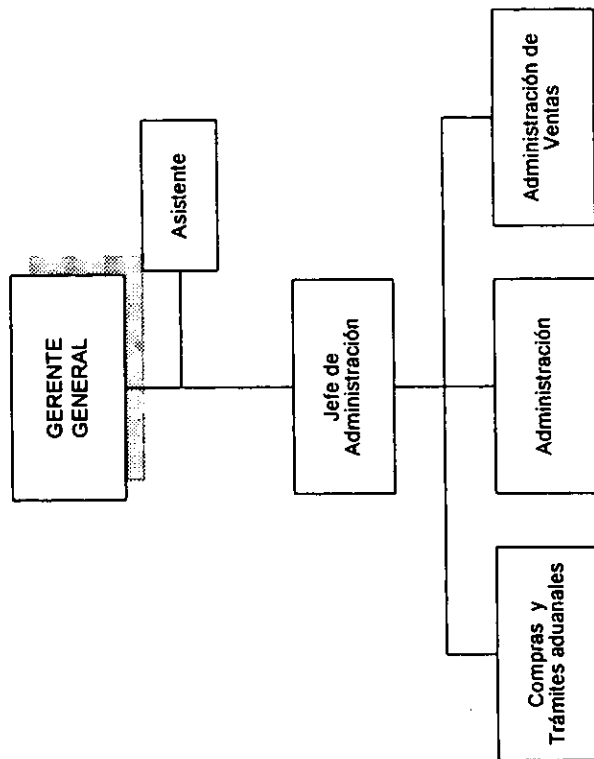 GERENTE
GENERAL
Asistente
Jefe de
Administración
Compras y
Trámites aduanales
Administración
Administración de
Ventas